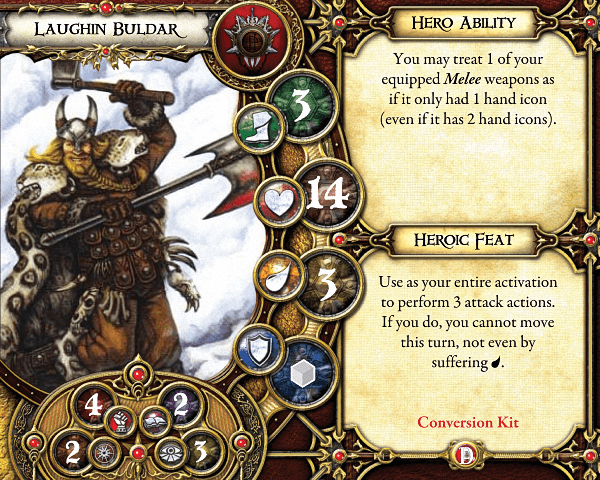 LAUGHIN BULDAR
3
14
3
4
2
2
3
HERO ABILITY
You may treat 1 of your
equipped Melee weapons as
if it only had 1 hand icon
(even if it has 2 hand icons).
HEROIC FEAT
Use as your entire activation
to perform 3 attack actions.
If you do, you cannot move
this turn, not even by
suffering .
Conversion Kit
D